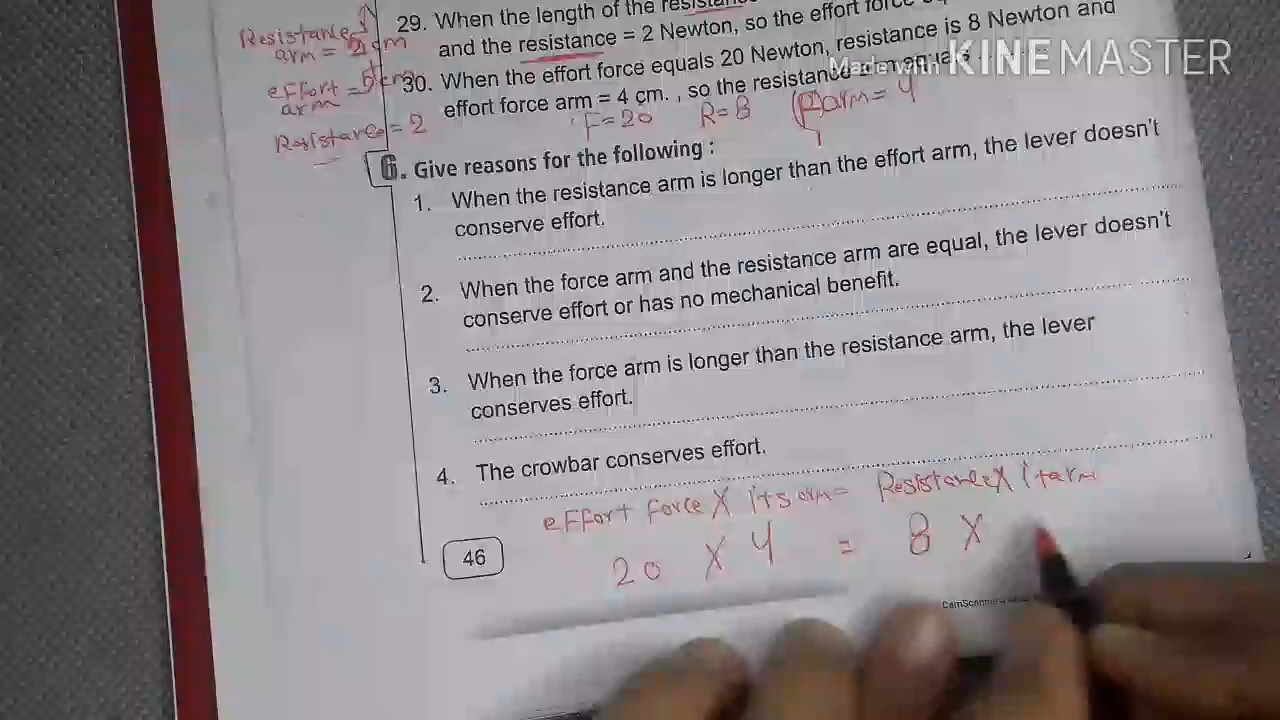 29. When the length of the resistance
and the resistance = 2 Newton, so the effort force
30. When the effort force equals 20 Newton, resistance is 8 Newton and
effort force arm = 4 cm. , so the resistance arm equals
Made with KINEMASTER
Resistance
arm =
effort =
arm
Resistance = 2
F=20 R=8 arm= 4
6. Give reasons for the following :
1. When the resistance arm is longer than the effort arm, the lever doesn't
conserve effort.
2. When the force arm and the resistance arm are equal, the lever doesn't
conserve effort or has no mechanical benefit.
3. When the force arm is longer than the resistance arm, the lever
conserves effort.
4. The crowbar conserves effort.
effort force X its arm= Resistance X itarm
20 X 4 = 8 X
46